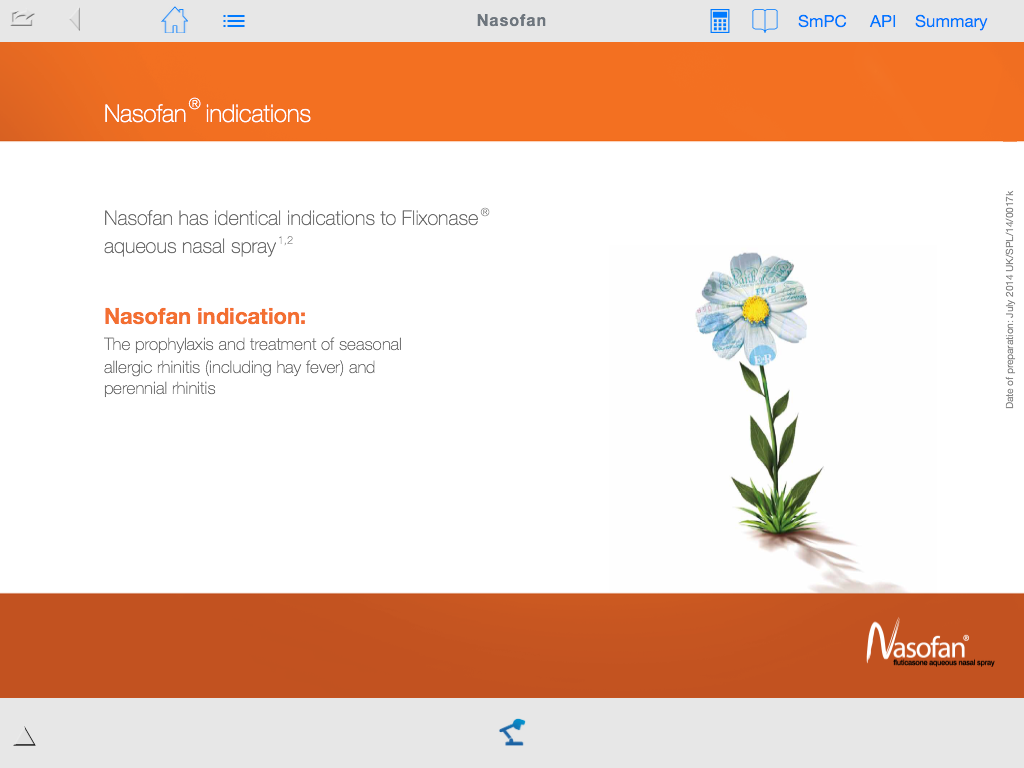 Nasofan
SmPC
API
Summary
Nasofan® indications
Nasofan has identical indications to Flixonase®
aqueous nasal spray1,2
Nasofan indication:
The prophylaxis and treatment of seasonal
allergic rhinitis (including hay fever) and
perennial rhinitis
FIVE
E R
Date of preparation: July 2014 UK/SPL/14/0017k
Nasofan®
fluticasone aqueous nasal spray